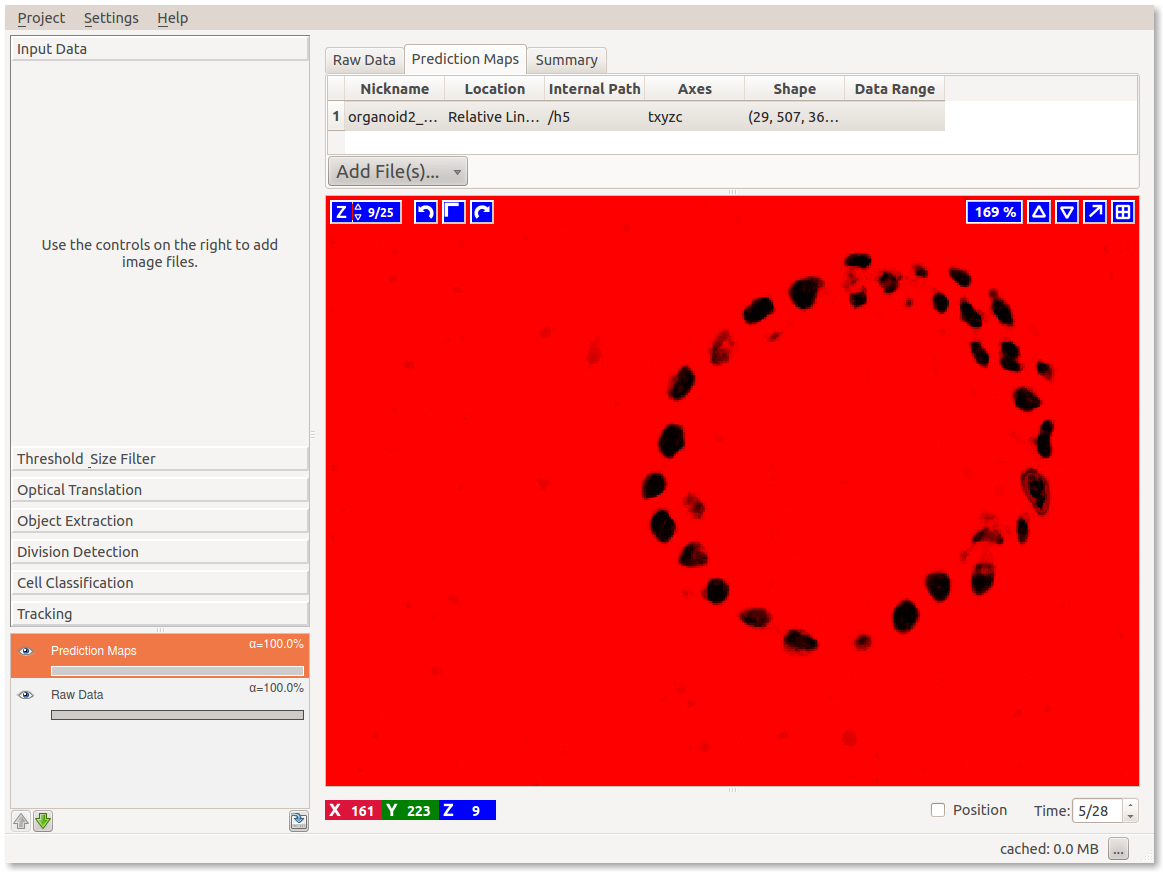 Project Settings Help
Input Data
Use the controls on the right to add
image files.
Threshold_Size Filter
Optical Translation
Object Extraction
Division Detection
Cell Classification
Tracking
Prediction Maps α=100.0%
Raw Data α=100.0%
Raw Data Prediction Maps Summary
Nickname Location Internal Path Axes Shape Data Range
1 organoid2_... Relative Lin... /h5 txyzc (29, 507, 36...
Add File(s)...
Z 9/25 169 %
X 161 Y 223 Z 9
Position Time: 5/28
cached: 0.0 MB ...